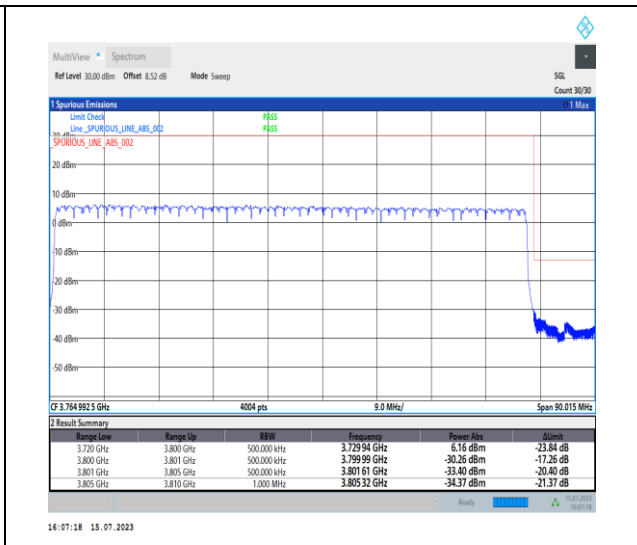 MultiView Spectrum
Ref Level 30.00 dBm Offset 8.52 dB Mode Sweep SGL
Count 30/30
1 Spurious Emissions 1 Max
Limit Check PASS
Line _SPURIOUS_LINE_ABS_002 PASS
_SPURIOUS_LINE_ABS_002
20 dBm
10 dBm
0 dBm
-10 dBm
-20 dBm
-30 dBm
-40 dBm
-50 dBm
CF 3.764 992 5 GHz 4004 pts 9.0 MHz/ Span 90.015 MHz
2 Result Summary
Range Low Range Up RBW Frequency Power Abs ΔLimit
3.720 GHz 3.800 GHz 500.000 kHz 3.729 94 GHz 6.16 dBm -23.84 dB
3.800 GHz 3.801 GHz 500.000 kHz 3.799 99 GHz -30.26 dBm -17.26 dB
3.801 GHz 3.805 GHz 500.000 kHz 3.801 61 GHz -33.40 dBm -20.40 dB
3.805 GHz 3.810 GHz 1.000 MHz 3.805 32 GHz -34.37 dBm -21.37 dB
Ready 15.07.2023
16:07:18
16:07:18 15.07.2023